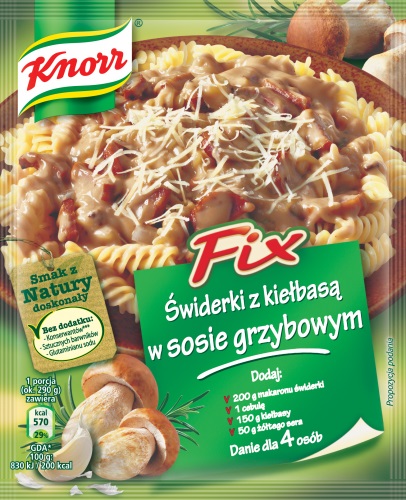 Knorr
®
Fix
Świderki z kiełbasą
w sosie grzybowym
Dodaj:
200 g makaronu świderki
1 cebulę
150 g kiełbasy
50 g żółtego sera
Danie dla 4 osób
Smak z
Natury
doskonały
Bez dodatku:
- Konserwantów***
- Sztucznych barwników
- Glutaminianu sodu
1 porcja
(ok. 290 g)
zawiera
kcal
570
29%
GDA*
100 g:
830 kJ / 200 kcal
Propozycja podania